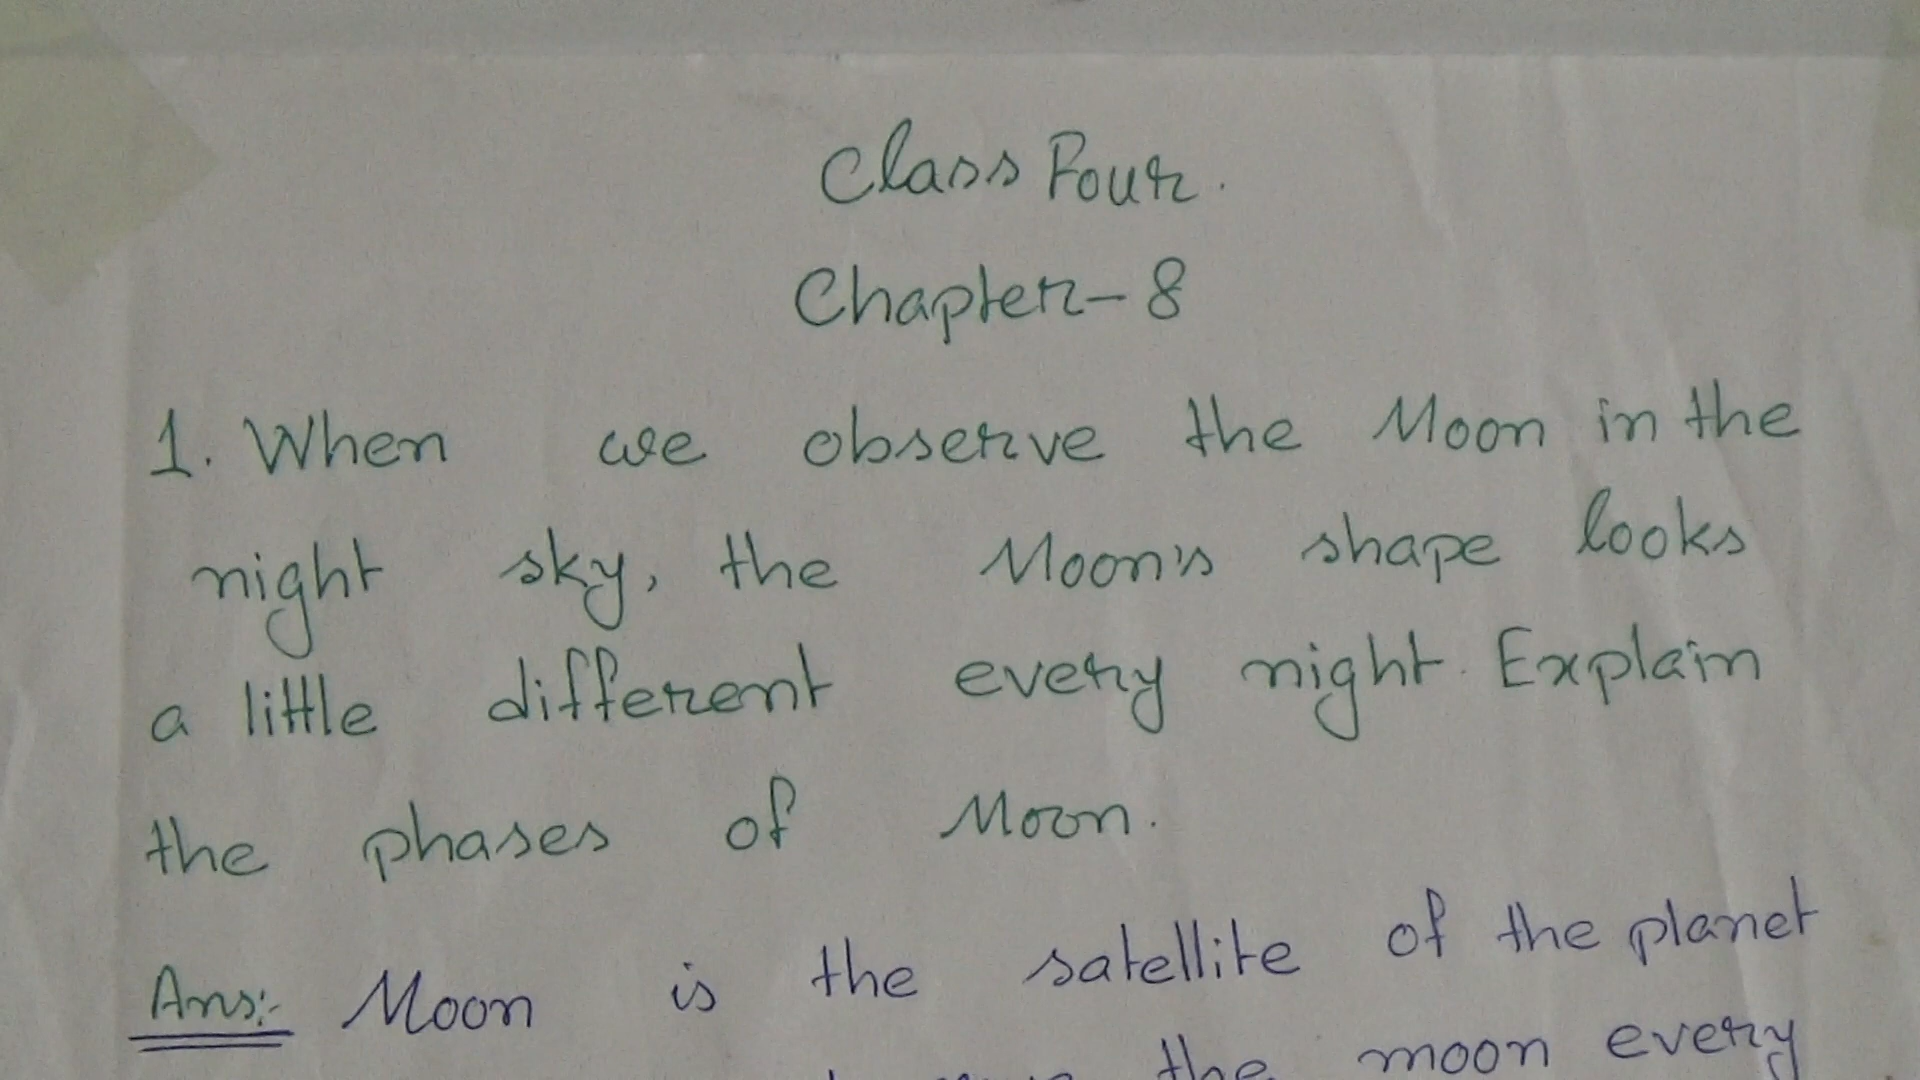 Class Four.
Chapter-8
1. When we observe the Moon in the
night sky, the Moon's shape looks
a little different every night. Explain
the phases of Moon.
Ans:- Moon is the satellite of the planet
the moon every